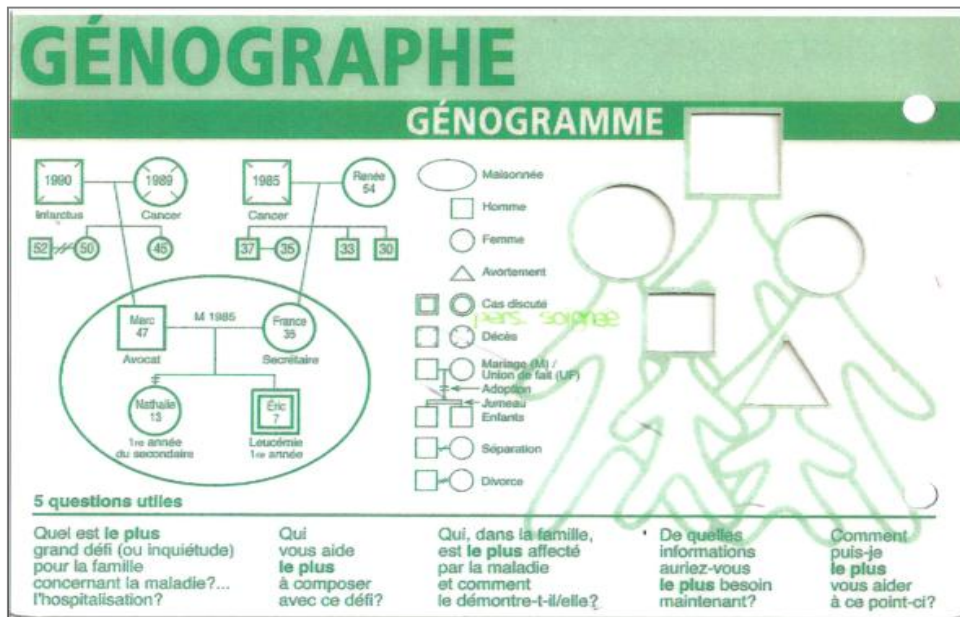 GÉNOGRAPHE
GÉNOGRAMME
1990
1989
1985
Renée
54
Infarctus
Cancer
Cancer
52
50
45
37
35
33
30
Marc
47
M 1985
France
35
Avocat
Secrétaire
Nathalie
13
Éric
7
1re année
du secondaire
Leucémie
1re année
Maisonnée
Homme
Femme
Avortement
Cas discuté
pers. soignée
Décès
Mariage (M) /
Union de fait (UF)
Adoption
Jumeau
Enfants
Séparation
Divorce
5 questions utiles
Quel est le plus
grand défi (ou inquiétude)
pour la famille
concernant la maladie?...
l'hospitalisation?
Qui
vous aide
le plus
à composer
avec ce défi?
Qui, dans la famille,
est le plus affecté
par la maladie
et comment
le démontre-t-il/elle?
De quelles
informations
auriez-vous
le plus besoin
maintenant?
Comment
puis-je
le plus
vous aider
à ce point-ci?